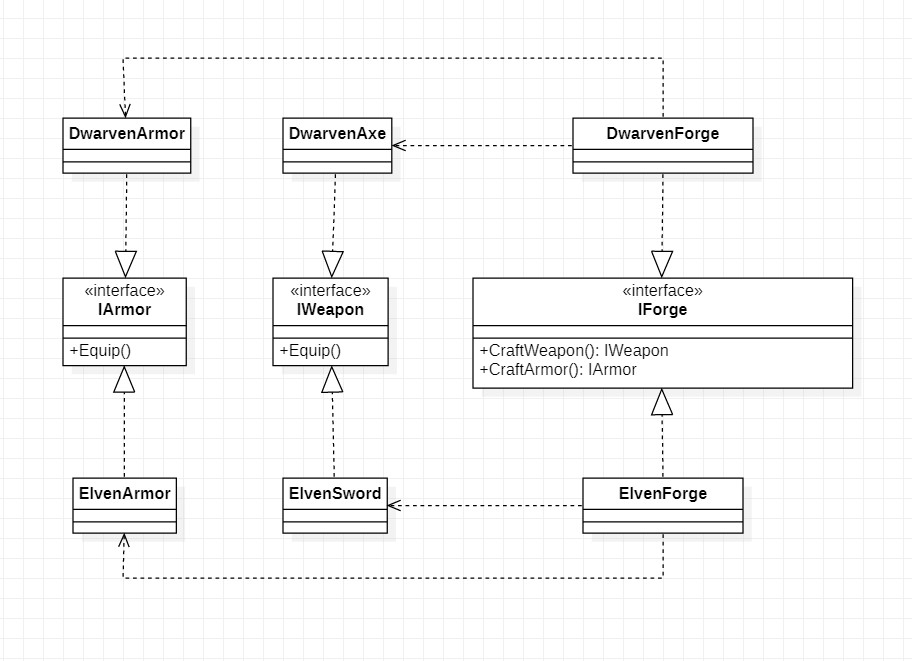 DwarvenArmor
DwarvenAxe
DwarvenForge
«interface»
IArmor
+Equip()
«interface»
IWeapon
+Equip()
«interface»
IForge
+CraftWeapon(): IWeapon
+CraftArmor(): IArmor
ElvenArmor
ElvenSword
ElvenForge